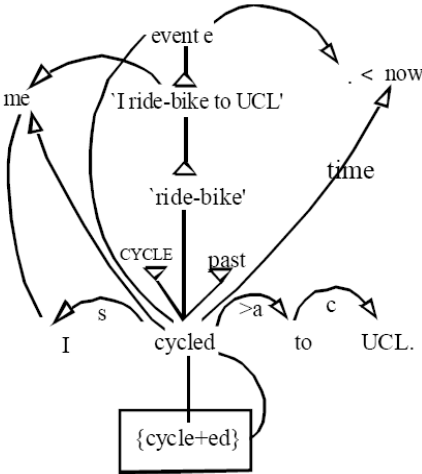 event e
. < now
me
`I ride-bike to UCL'
time
`ride-bike'
CYCLE
past
s
>a
c
I
cycled
to
UCL.
{cycle+ed}